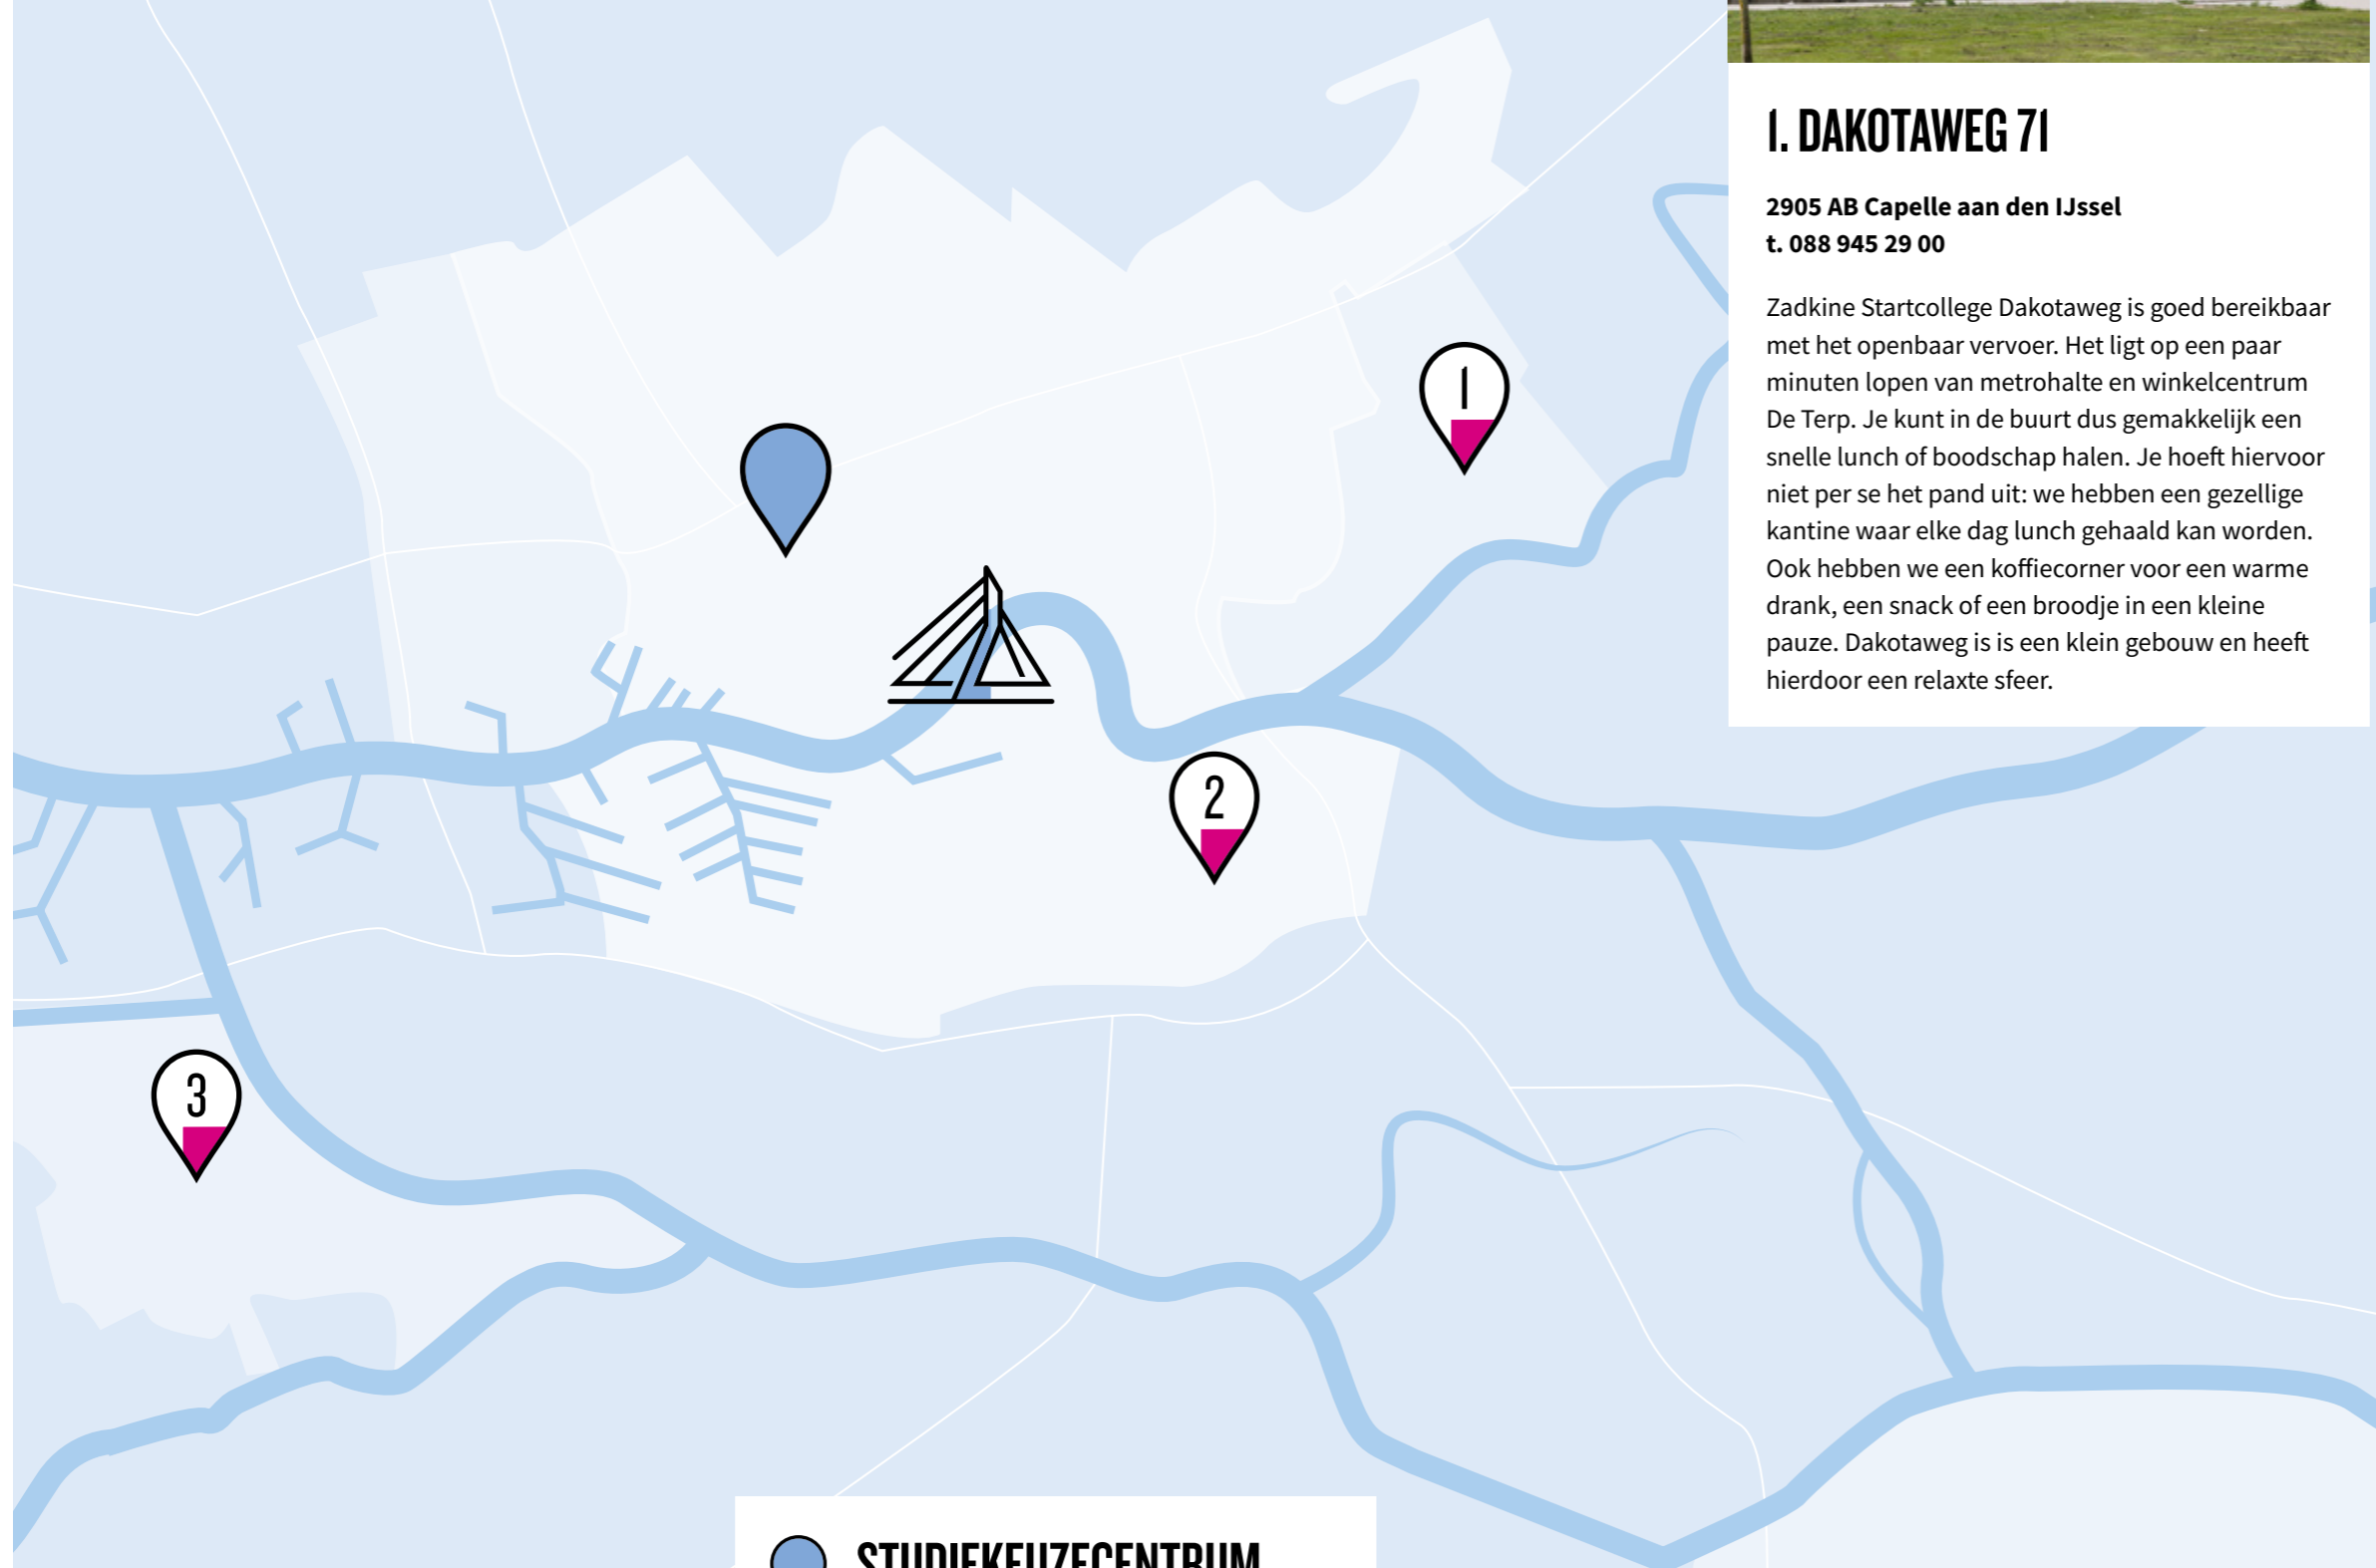 1. DAKOTAWEG 71
2905 AB Capelle aan den IJssel
t. 088 945 29 00
Zadkine Startcollege Dakotaweg is goed bereikbaar
met het openbaar vervoer. Het ligt op een paar
minuten lopen van metrohalte en winkelcentrum
De Terp. Je kunt in de buurt dus gemakkelijk een
snelle lunch of boodschap halen. Je hoeft hiervoor
niet per se het pand uit: we hebben een gezellige
kantine waar elke dag lunch gehaald kan worden.
Ook hebben we een koffiecorner voor een warme
drank, een snack of een broodje in een kleine
pauze. Dakotaweg is is een klein gebouw en heeft
hierdoor een relaxte sfeer.
1
2
3
STUDIEKEUZECENTRUM